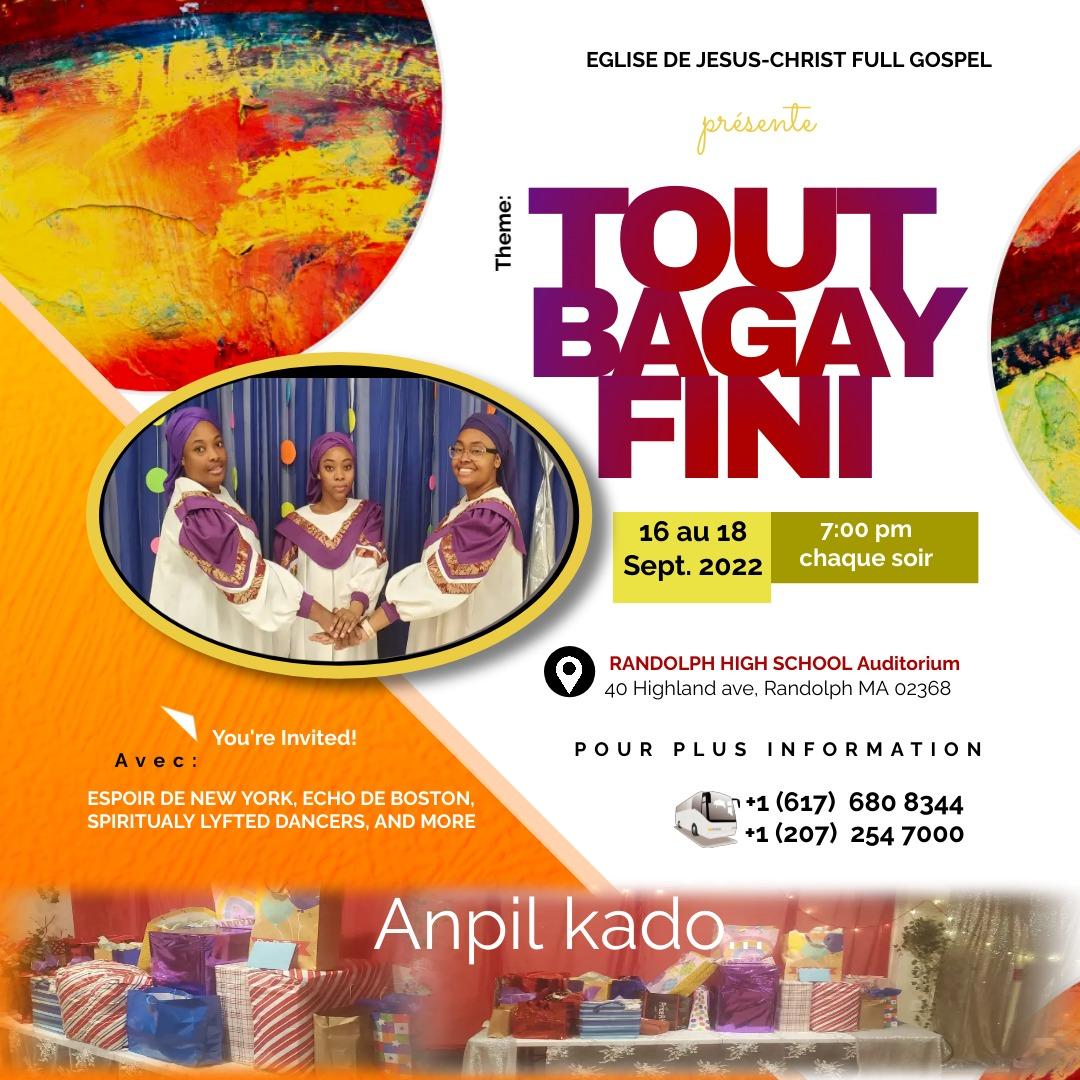 EGLISE DE JESUS-CHRIST FULL GOSPEL
présente
Theme:
TOUT
BAGAY
FINI
16 au 18
Sept. 2022
7:00 pm
chaque soir
RANDOLPH HIGH SCHOOL Auditorium
40 Highland ave, Randolph MA 02368
You're Invited!
Avec:
ESPOIR DE NEW YORK, ECHO DE BOSTON,
SPIRITUALY LYFTED DANCERS, AND MORE
POUR PLUS INFORMATION
+1 (617) 680 8344
+1 (207) 254 7000
Anpil kado